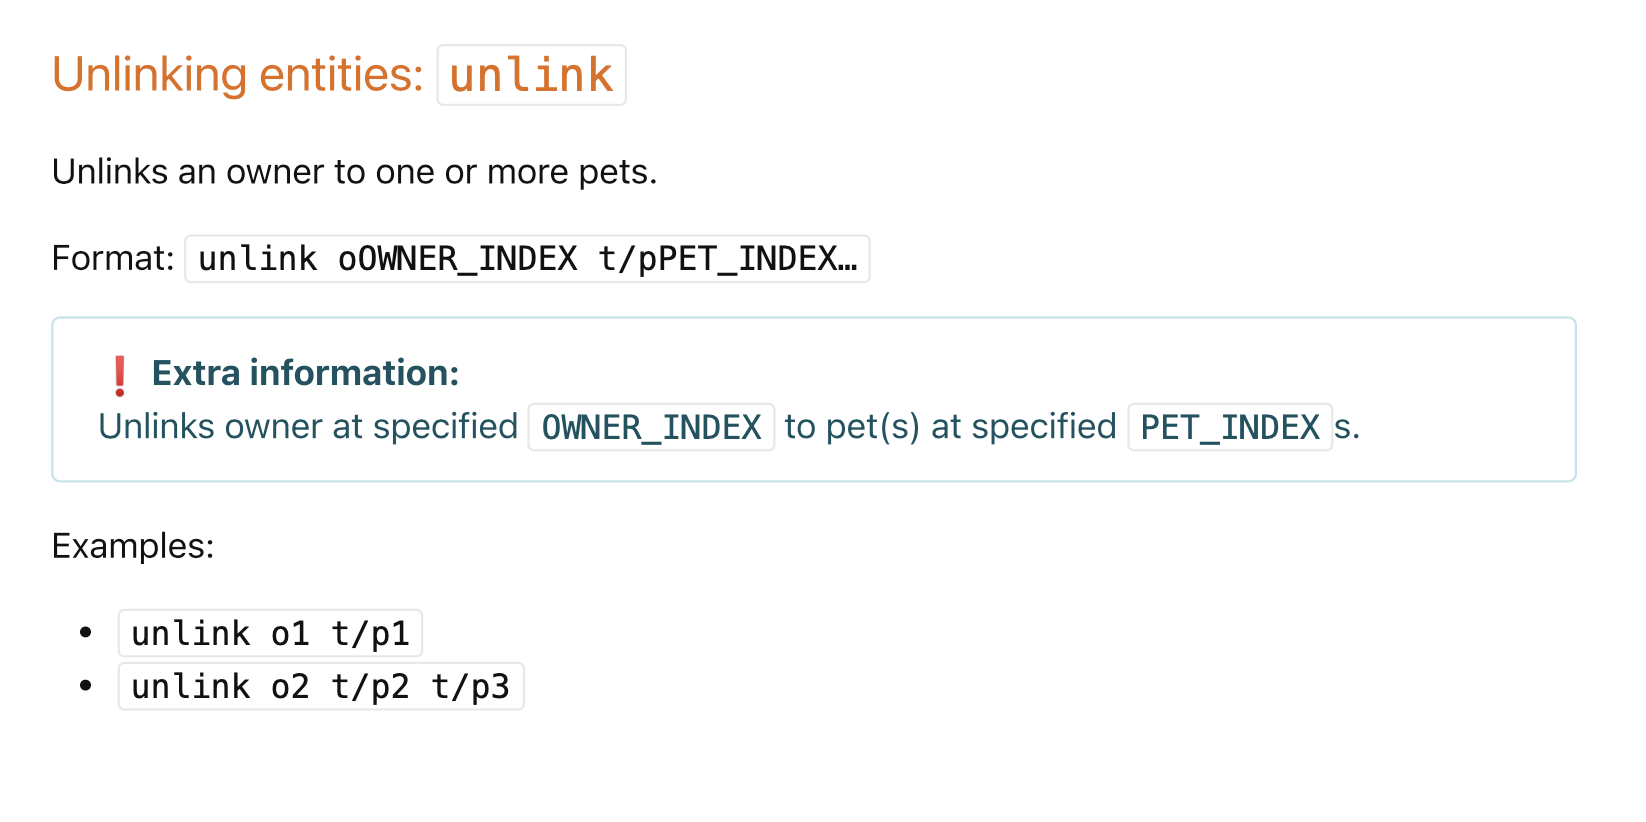 Unlinking entities: unlink
Unlinks an owner to one or more pets.
Format: unlink oOWNER_INDEX t/pPET_INDEX…
❗ Extra information:
Unlinks owner at specified OWNER_INDEX to pet(s) at specified PET_INDEX s.
Examples:
• unlink o1 t/p1
• unlink o2 t/p2 t/p3